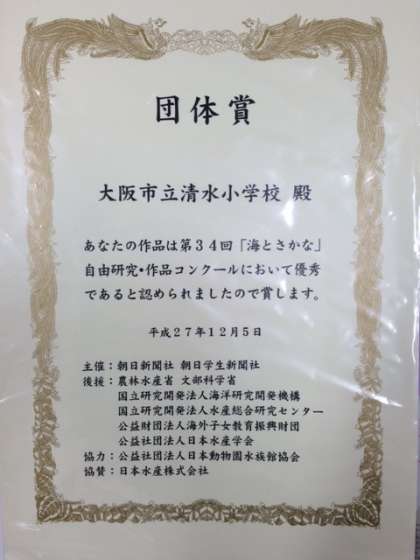 団体賞
大阪市立清水小学校 殿
あなたの作品は第34回「海とさかな」
自由研究・作品コンクールにおいて優秀
であると認められましたので賞します。
平成27年12月5日
主催：朝日新聞社 朝日学生新聞社
後援：農林水産省 文部科学省
国立研究開発法人海洋研究開発機構
国立研究開発法人水産総合研究センター
公益財団法人海外子女教育振興財団
公益社団法人日本水産学会
協力：公益社団法人日本動物園水族館協会
協賛：日本水産株式会社